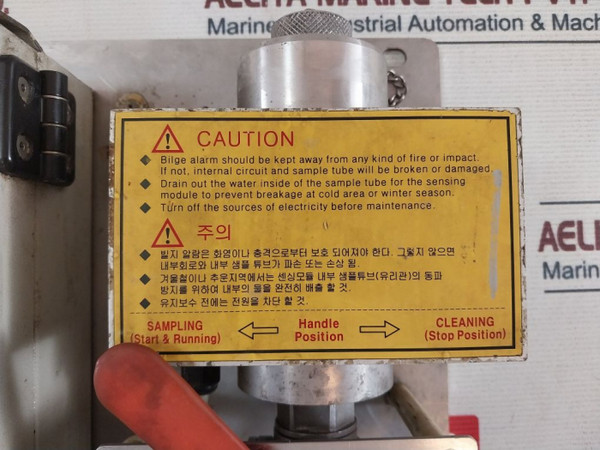 Marine
Industrial Automation & Mach
CAUTION
Bilge alarm should be kept away from any kind of fire or impact.
If not, internal circuit and sample tube will be broken or damaged.
Drain out the water inside of the sample tube for the sensing
module to prevent breakage at cold area or winter season.
Turn off the sources of electricity before maintenance.
주의
빌지 알람은 화염이나 충격으로부터 보호 되어져야 한다. 그렇지 않으면
내부회로와 내부 샘플 튜브가 파손 또는 손상 됨.
겨울철이나 추운지역에서는 센싱모듈 내부 샘플튜브(유리관)의 동파
방지를 위하여 내부의 물을 완전히 배출 할 것.
유지보수 전에는 전원을 차단 할 것.
SAMPLING
(Start & Running)
Handle
Position
CLEANING
(Stop Position)
AELI
Marin